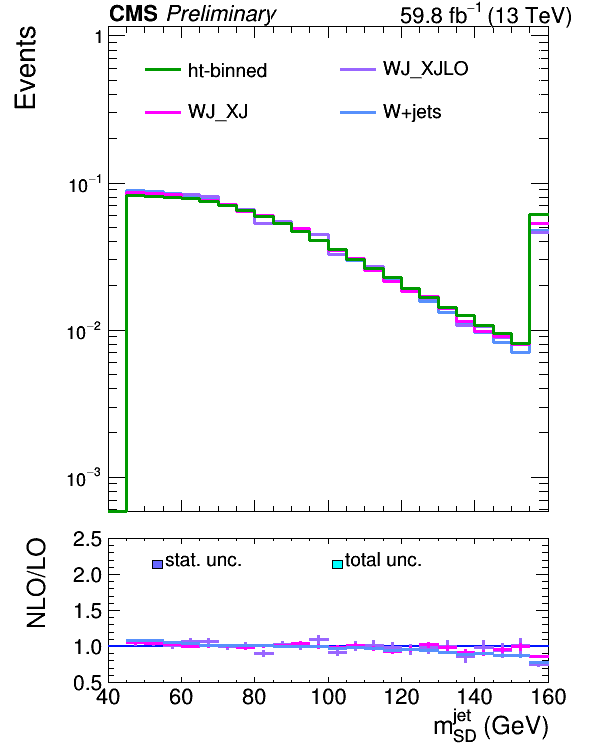 CMS Preliminary 59.8 fb⁻¹ (13 TeV)
Events
1
10⁻¹
10⁻²
10⁻³
ht-binned WJ_XJLO
WJ_XJ W+jets
NLO/LO
2.5
2.0
1.5
1.0
0.5
stat. unc. total unc.
40 60 80 100 120 140 160
m_SD^jet (GeV)